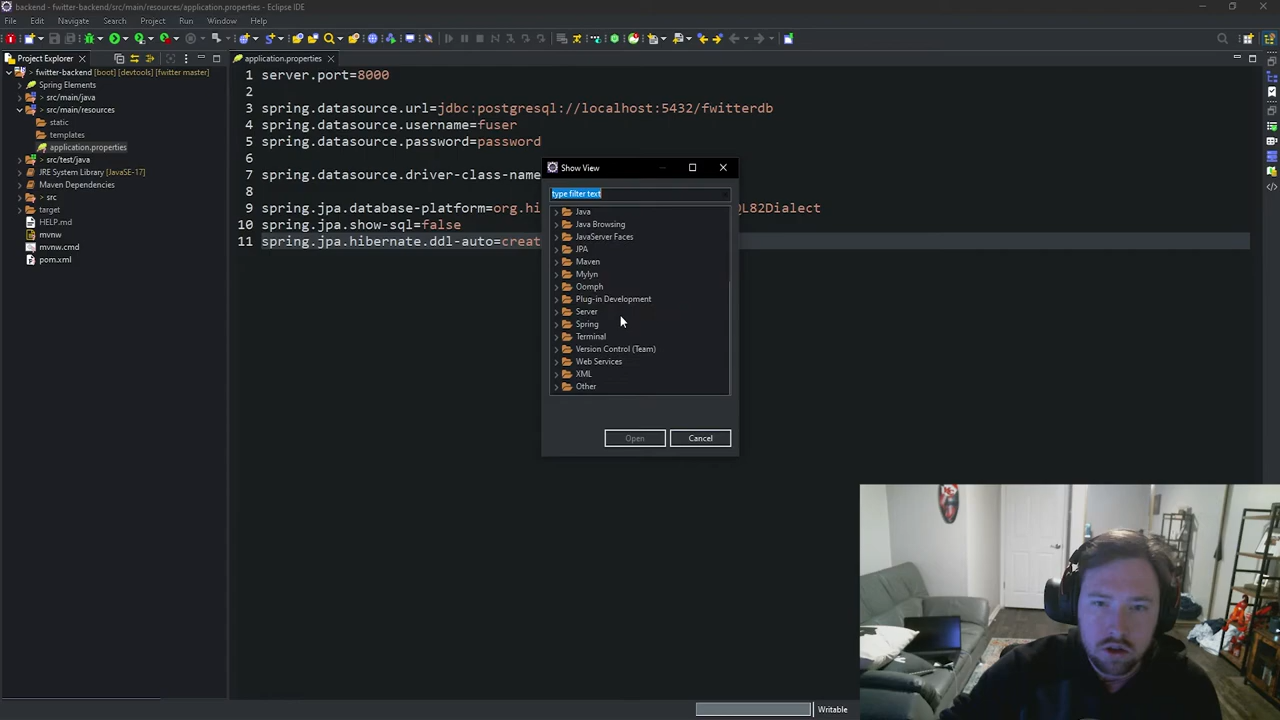 backend - fwitter-backend/src/main/resources/application.properties - Eclipse IDE
File Edit Navigate Search Project Run Window Help
Project Explorer
application.properties
fwitter-backend [boot] [devtools] [fwitter master]
Spring Elements
> src/main/java
> src/main/resources
static
templates
application.properties
> src/test/java
JRE System Library [JavaSE-17]
Maven Dependencies
> src
target
HELP.md
mvnw
mvnw.cmd
pom.xml
1 server.port=8000
2
3 spring.datasource.url=jdbc:postgresql://localhost:5432/fwitterdb
4 spring.datasource.username=fuser
5 spring.datasource.password=password
6
7 spring.datasource.driver-class-name
8
9 spring.jpa.database-platform=org.hi QL82Dialect
10 spring.jpa.show-sql=false
11 spring.jpa.hibernate.ddl-auto=creat
Show View
type filter text
Java
Java Browsing
JavaServer Faces
JPA
Maven
Mylyn
Oomph
Plug-in Development
Server
Spring
Terminal
Version Control (Team)
Web Services
XML
Other
Open Cancel
Writable